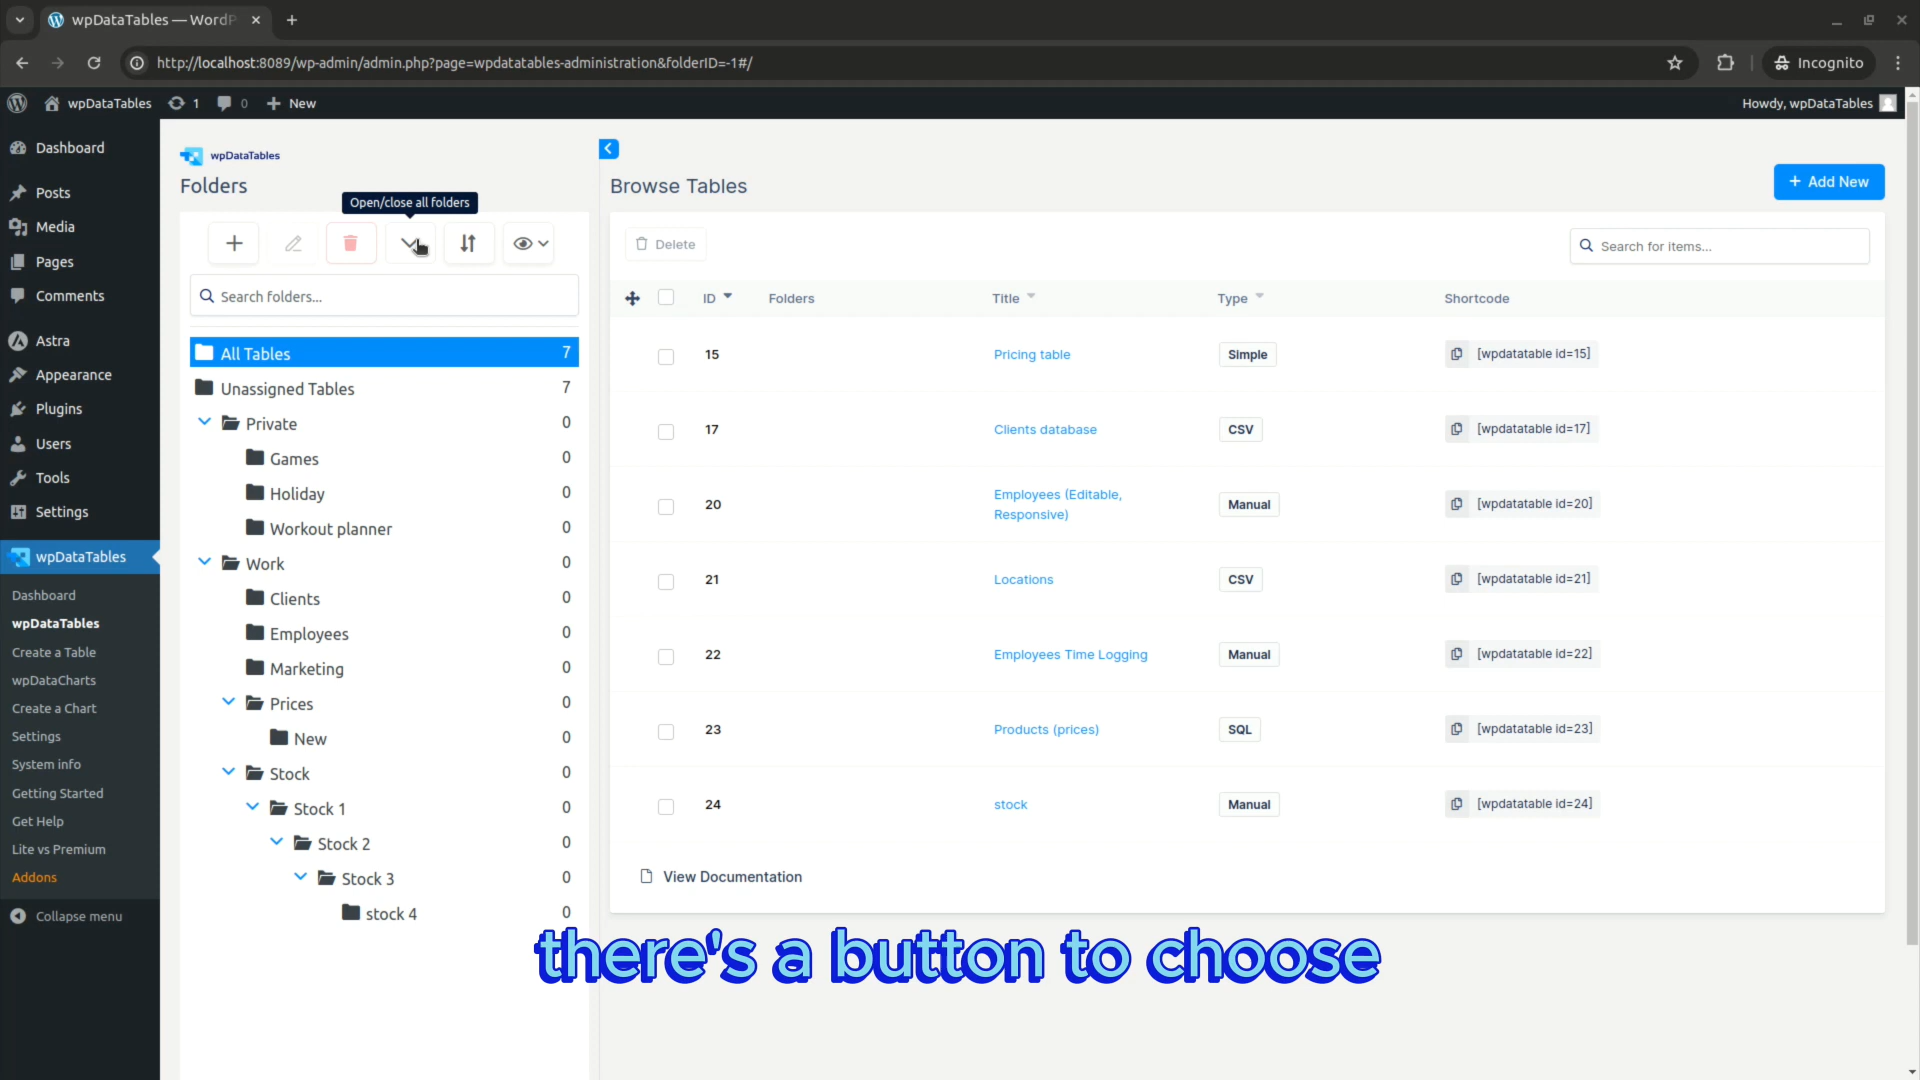 wpDataTables — WordP
http://localhost:8089/wp-admin/admin.php?page=wpdatatables-administration&folderID=-1#/
Incognito
wpDataTables
1
0
New
Howdy, wpDataTables
Dashboard
Posts
Media
Pages
Comments
Astra
Appearance
Plugins
Users
Tools
Settings
wpDataTables
Dashboard
wpDataTables
Create a Table
wpDataCharts
Create a Chart
Settings
System info
Getting Started
Get Help
Lite vs Premium
Addons
Collapse menu
wpDataTables
Folders
Open/close all folders
Search folders...
All Tables 7
Unassigned Tables 7
Private 0
Games 0
Holiday 0
Workout planner 0
Work 0
Clients 0
Employees 0
Marketing 0
Prices 0
New 0
Stock 0
Stock 1 0
Stock 2 0
Stock 3 0
stock 4 0
Browse Tables
+ Add New
Delete
Search for items...
ID Folders Title Type Shortcode
15 Pricing table Simple [wpdatatable id=15]
17 Clients database CSV [wpdatatable id=17]
20 Employees (Editable, Responsive) Manual [wpdatatable id=20]
21 Locations CSV [wpdatatable id=21]
22 Employees Time Logging Manual [wpdatatable id=22]
23 Products (prices) SQL [wpdatatable id=23]
24 stock Manual [wpdatatable id=24]
View Documentation
there's a button to choose